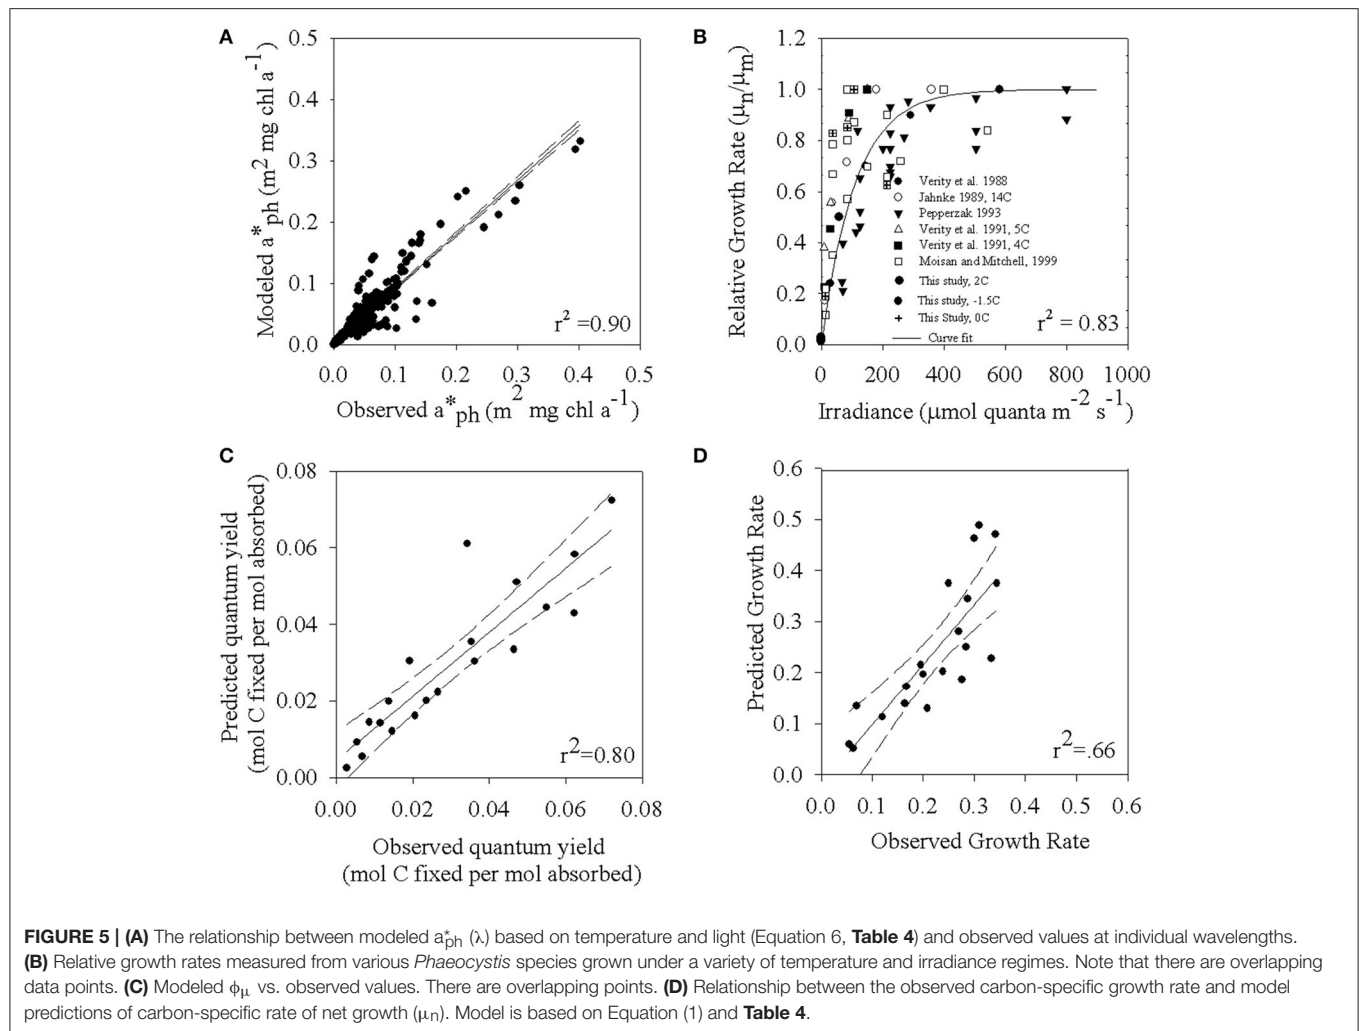 A
Modeled a*ph (m2 mg chl a-1)
0.5
0.4
0.3
0.2
0.1
0.0
r2 =0.90
0.0 0.1 0.2 0.3 0.4 0.5
Observed a*ph (m2 mg chl a-1)
B
Relative Growth Rate (μn/μm)
1.2
1.0
0.8
0.6
0.4
0.2
0.0
Verity et al. 1988
Jahnke 1989, 14C
Pepperzak 1993
Verity et al. 1991, 5C
Verity et al. 1991, 4C
Moisan and Mitchell, 1999
This study, 2C
This study, -1.5C
This Study, 0C
Curve fit
r2 = 0.83
0 200 400 600 800 1000
Irradiance (μmol quanta m-2 s-1)
C
Predicted quantum yield
(mol C fixed per mol absorbed)
0.08
0.06
0.04
0.02
0.00
r2=0.80
0.00 0.02 0.04 0.06 0.08
Observed quantum yield
(mol C fixed per mol absorbed)
D
Predicted Growth Rate
0.6
0.5
0.4
0.3
0.2
0.1
0.0
r2=.66
0.0 0.1 0.2 0.3 0.4 0.5 0.6
Observed Growth Rate
FIGURE 5 | (A) The relationship between modeled a*ph (λ) based on temperature and light (Equation 6, Table 4) and observed values at individual wavelengths.
(B) Relative growth rates measured from various Phaeocystis species grown under a variety of temperature and irradiance regimes. Note that there are overlapping
data points. (C) Modeled ϕμ vs. observed values. There are overlapping points. (D) Relationship between the observed carbon-specific growth rate and model
predictions of carbon-specific rate of net growth (μn). Model is based on Equation (1) and Table 4.